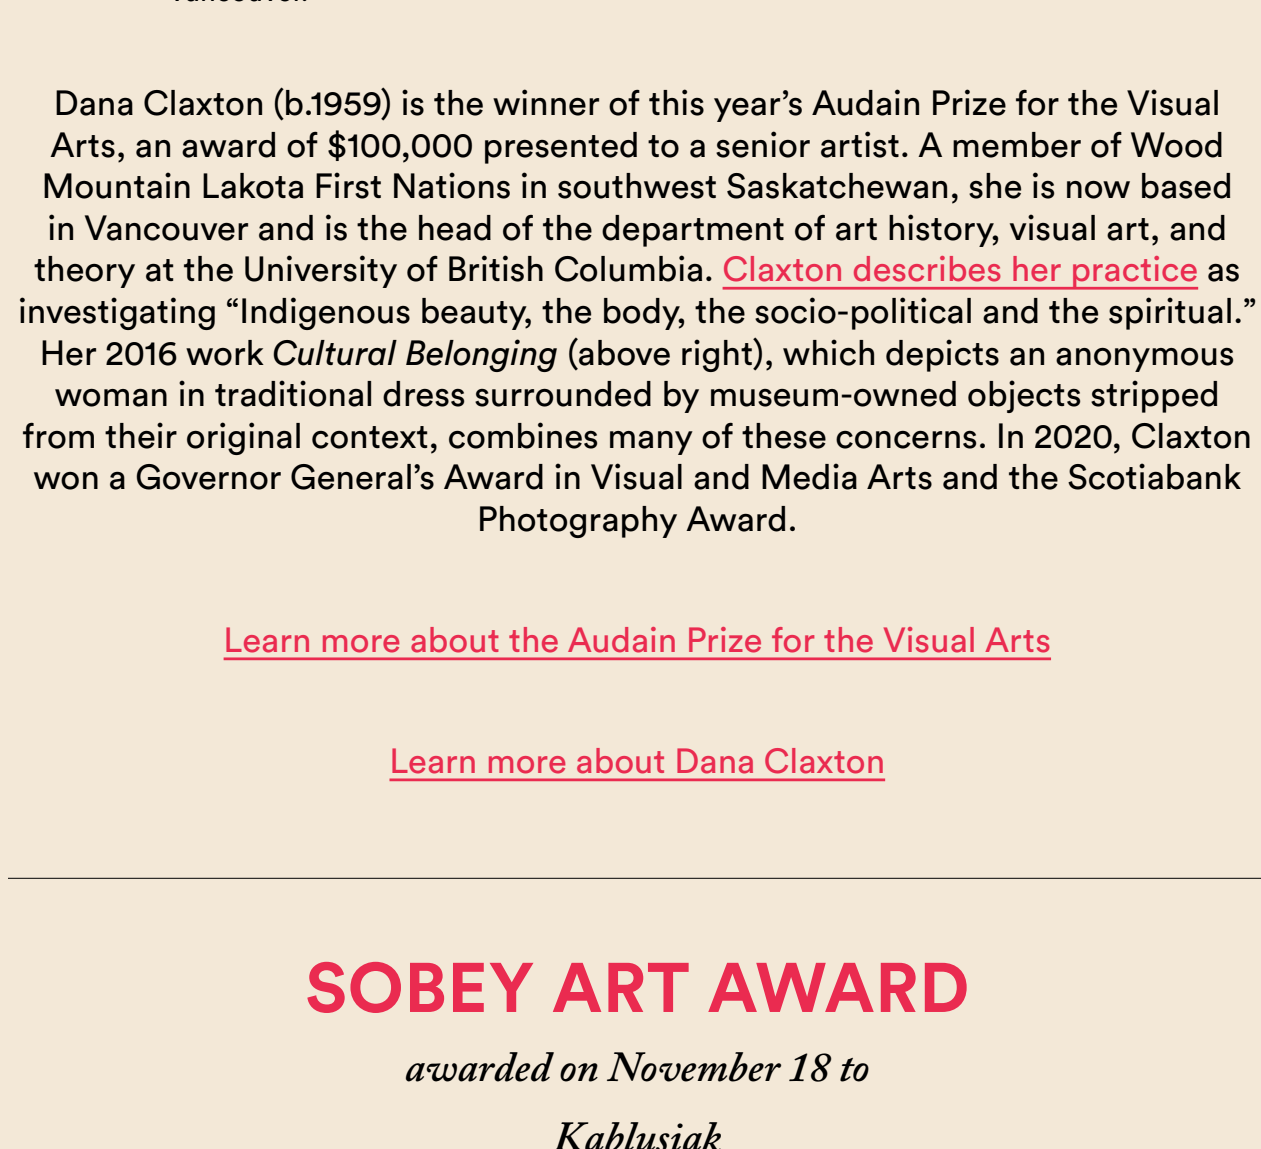 Dana Claxton (b.1959) is the winner of this year’s Audain Prize for the Visual
Arts, an award of $100,000 presented to a senior artist. A member of Wood
Mountain Lakota First Nations in southwest Saskatchewan, she is now based
in Vancouver and is the head of the department of art history, visual art, and
theory at the University of British Columbia. Claxton describes her practice as
investigating “Indigenous beauty, the body, the socio-political and the spiritual.”
Her 2016 work Cultural Belonging (above right), which depicts an anonymous
woman in traditional dress surrounded by museum-owned objects stripped
from their original context, combines many of these concerns. In 2020, Claxton
won a Governor General’s Award in Visual and Media Arts and the Scotiabank
Photography Award.
Learn more about the Audain Prize for the Visual Arts
Learn more about Dana Claxton
SOBEY ART AWARD
awarded on November 18 to
Kablusiak